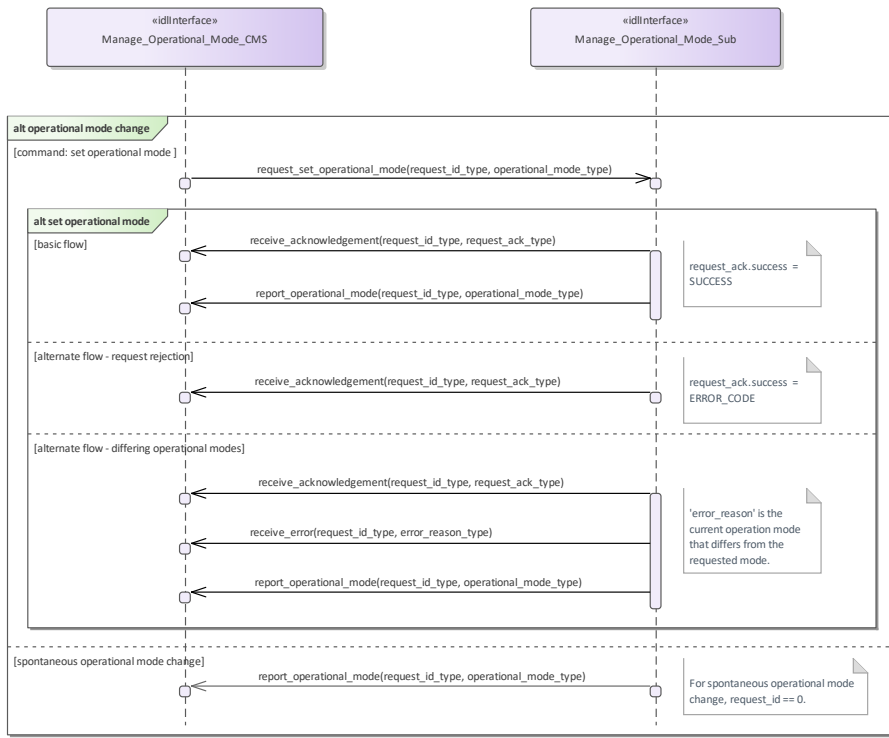 «idlInterface»
Manage_Operational_Mode_CMS
«idlInterface»
Manage_Operational_Mode_Sub
alt operational mode change
[command: set operational mode ]
request_set_operational_mode(request_id_type, operational_mode_type)
alt set operational mode
[basic flow]
receive_acknowledgement(request_id_type, request_ack_type)
request_ack.success =
SUCCESS
report_operational_mode(request_id_type, operational_mode_type)
[alternate flow - request rejection]
receive_acknowledgement(request_id_type, request_ack_type)
request_ack.success =
ERROR_CODE
[alternate flow - differing operational modes]
receive_acknowledgement(request_id_type, request_ack_type)
'error_reason' is the
current operation mode
that differs from the
requested mode.
receive_error(request_id_type, error_reason_type)
report_operational_mode(request_id_type, operational_mode_type)
[spontaneous operational mode change]
report_operational_mode(request_id_type, operational_mode_type)
For spontaneous operational mode
change, request_id == 0.